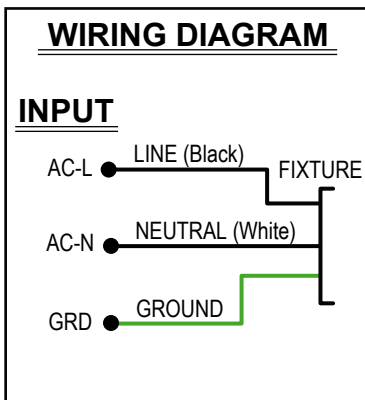 WIRING DIAGRAM
INPUT
AC-L LINE (Black) FIXTURE
AC-N NEUTRAL (White)
GRD GROUND